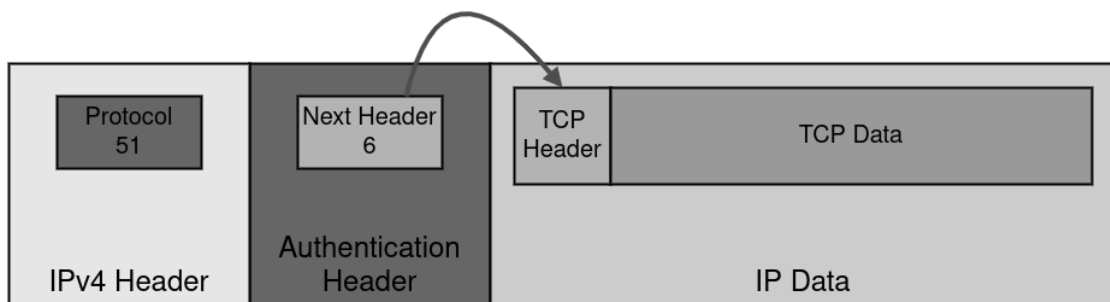 Protocol
51
Next Header
6
TCP
Header
TCP Data
IPv4 Header
Authentication
Header
IP Data